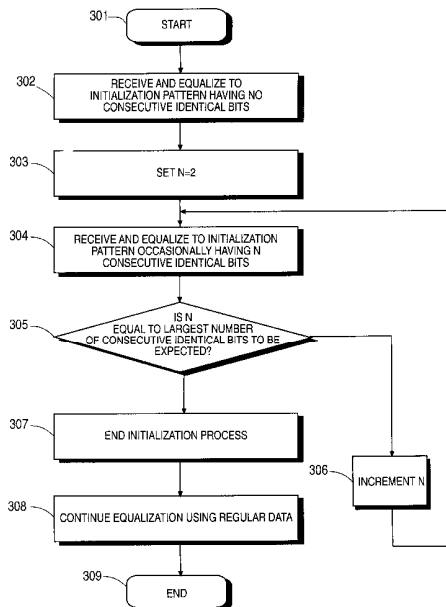 301
START
302
RECEIVE AND EQUALIZE TO
INITIALIZATION PATTERN HAVING NO
CONSECUTIVE IDENTICAL BITS
303
SET N=2
304
RECEIVE AND EQUALIZE TO INITIALIZATION
PATTERN OCCASIONALLY HAVING N
CONSECUTIVE IDENTICAL BITS
305
IS N
EQUAL TO LARGEST NUMBER
OF CONSECUTIVE IDENTICAL BITS TO BE
EXPECTED?
307
END INITIALIZATION PROCESS
306
INCREMENT N
308
CONTINUE EQUALIZATION USING REGULAR DATA
309
END